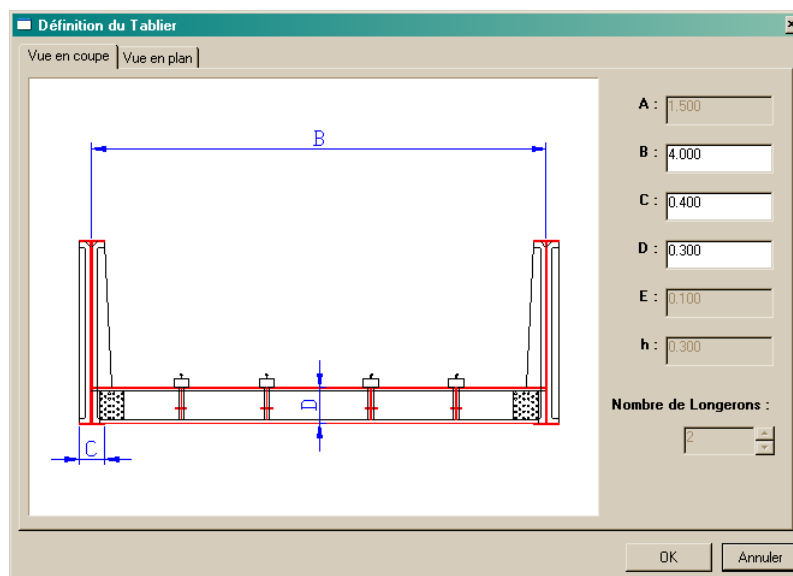 Définition du Tablier
Vue en coupe
Vue en plan
B
D
C
A : 1.500
B : 4.000
C : 0.400
D : 0.300
E : 0.100
h : 0.300
Nombre de Longerons :
2
OK
Annuler